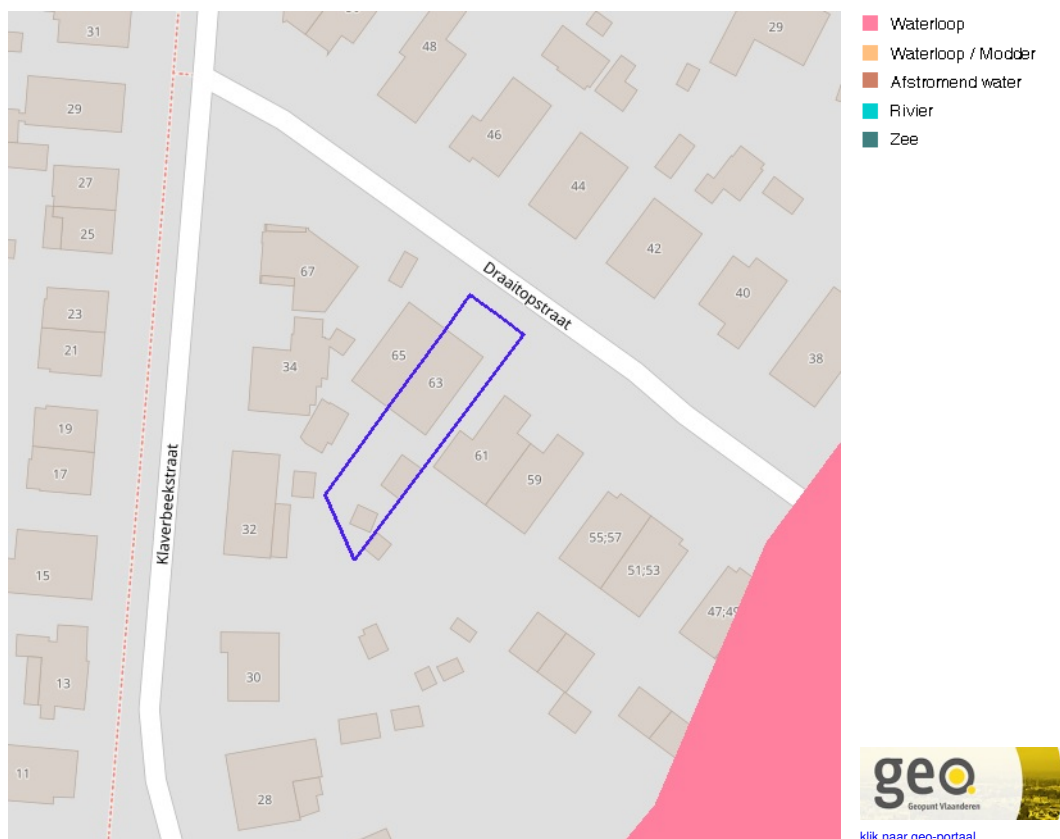 31
29
27
25
23
21
19
17
15
13
11
48
46
44
42
40
38
29
67
65
63
34
61
59
32
55;57
51;53
30
28
Draaitopstraat
Klaverbeekstraat
Waterloop
Waterloop / Modder
Afstromend water
Rivier
Zee
geo
Geopunt Vlaanderen
klik naar geo-portaal